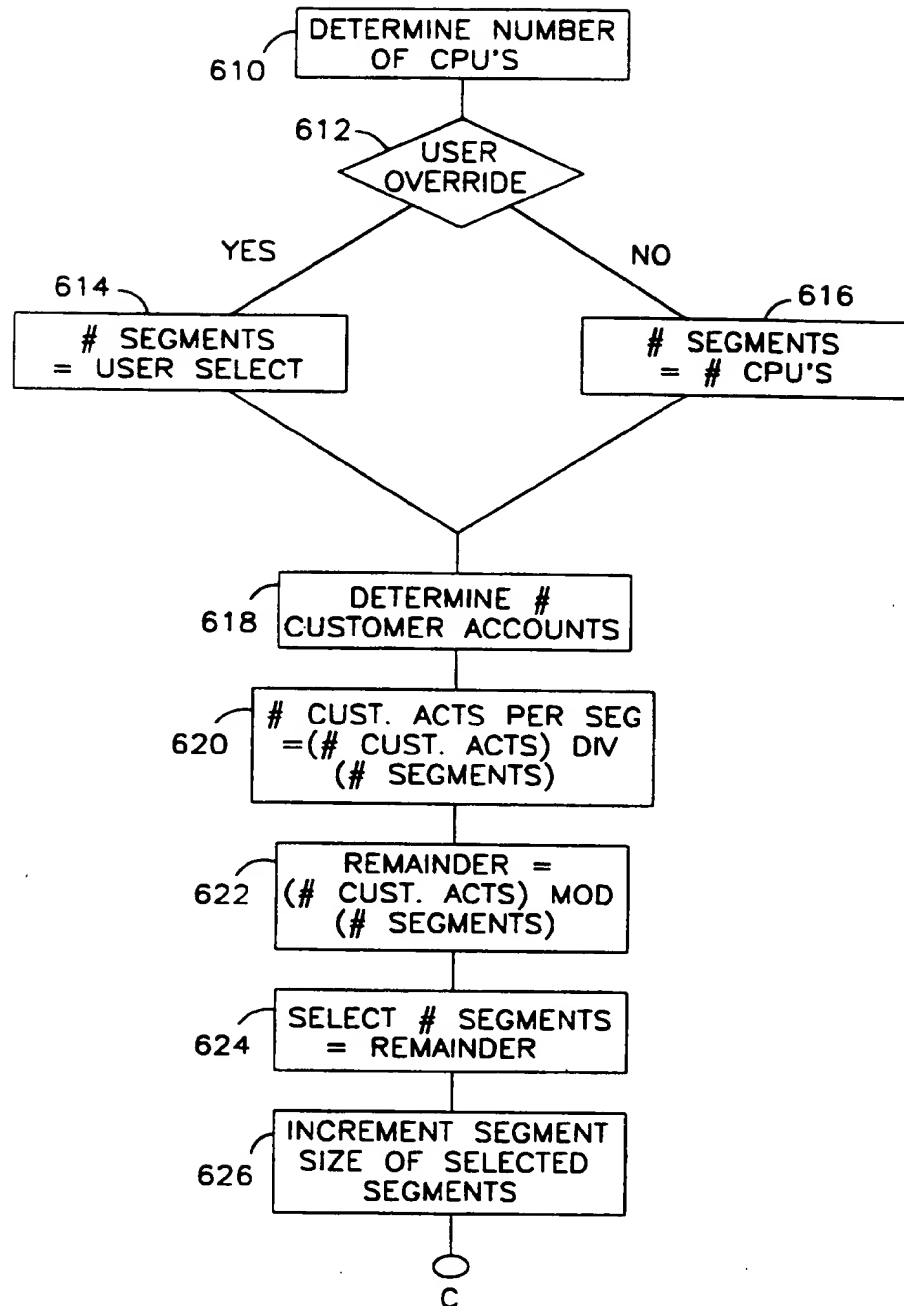 DETERMINE NUMBER
OF CPU'S
610
612
USER
OVERRIDE
YES
NO
614
# SEGMENTS
= USER SELECT
616
# SEGMENTS
= # CPU'S
618
DETERMINE #
CUSTOMER ACCOUNTS
620
# CUST. ACTS PER SEG
=(# CUST. ACTS) DIV
(# SEGMENTS)
622
REMAINDER =
(# CUST. ACTS) MOD
(# SEGMENTS)
624
SELECT # SEGMENTS
= REMAINDER
626
INCREMENT SEGMENT
SIZE OF SELECTED
SEGMENTS
C